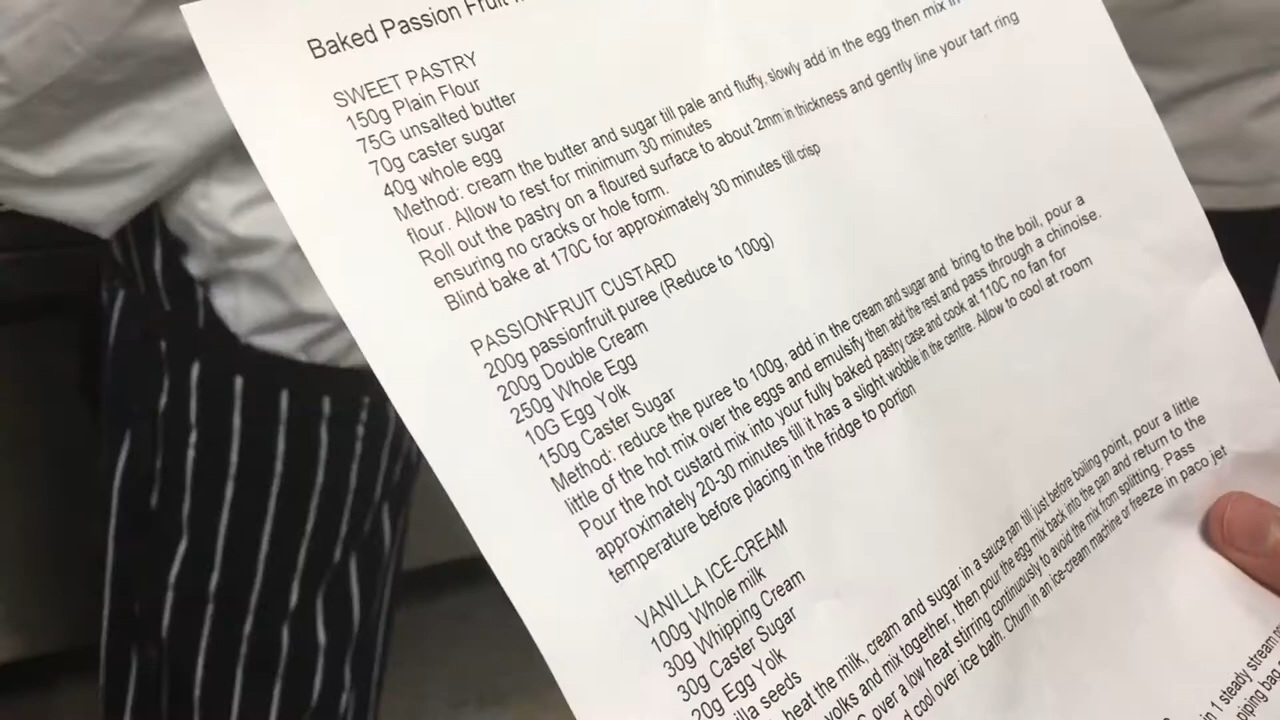 Baked Passion Fruit
SWEET PASTRY
150g Plain Flour
75G unsalted butter
70g caster sugar
40g whole egg
Method: cream the butter and sugar till pale and fluffy, slowly add in the egg then mix in
flour. Allow to rest for minimum 30 minutes
Roll out the pastry on a floured surface to about 2mm in thickness and gently line your tart ring
ensuring no cracks or hole form.
Blind bake at 170C for approximately 30 minutes till crisp
PASSIONFRUIT CUSTARD
200g passionfruit puree (Reduce to 100g)
200g Double Cream
250g Whole Egg
10G Egg Yolk
150g Caster Sugar
Method: reduce the puree to 100g, add in the cream and sugar and bring to the boil, pour a
little of the hot mix over the eggs and emulsify then add the rest and pass through a chinoise.
Pour the hot custard mix into your fully baked pastry case and cook at 110C no fan for
approximately 20-30 minutes till it has a slight wobble in the centre. Allow to cool at room
temperature before placing in the fridge to portion
VANILLA ICE-CREAM
100g Whole milk
30g Whipping Cream
30g Caster Sugar
20g Egg Yolk
seeds
heat the milk, cream and sugar in a sauce pan till just before boiling point, pour a little
and mix together, then pour the egg mix back into the pan and return to the
over a low heat stirring continuously to avoid the mix from splitting. Pass
cool over ice bath. Churn in an ice-cream machine or freeze in paco jet
in 1 steady stream
bag